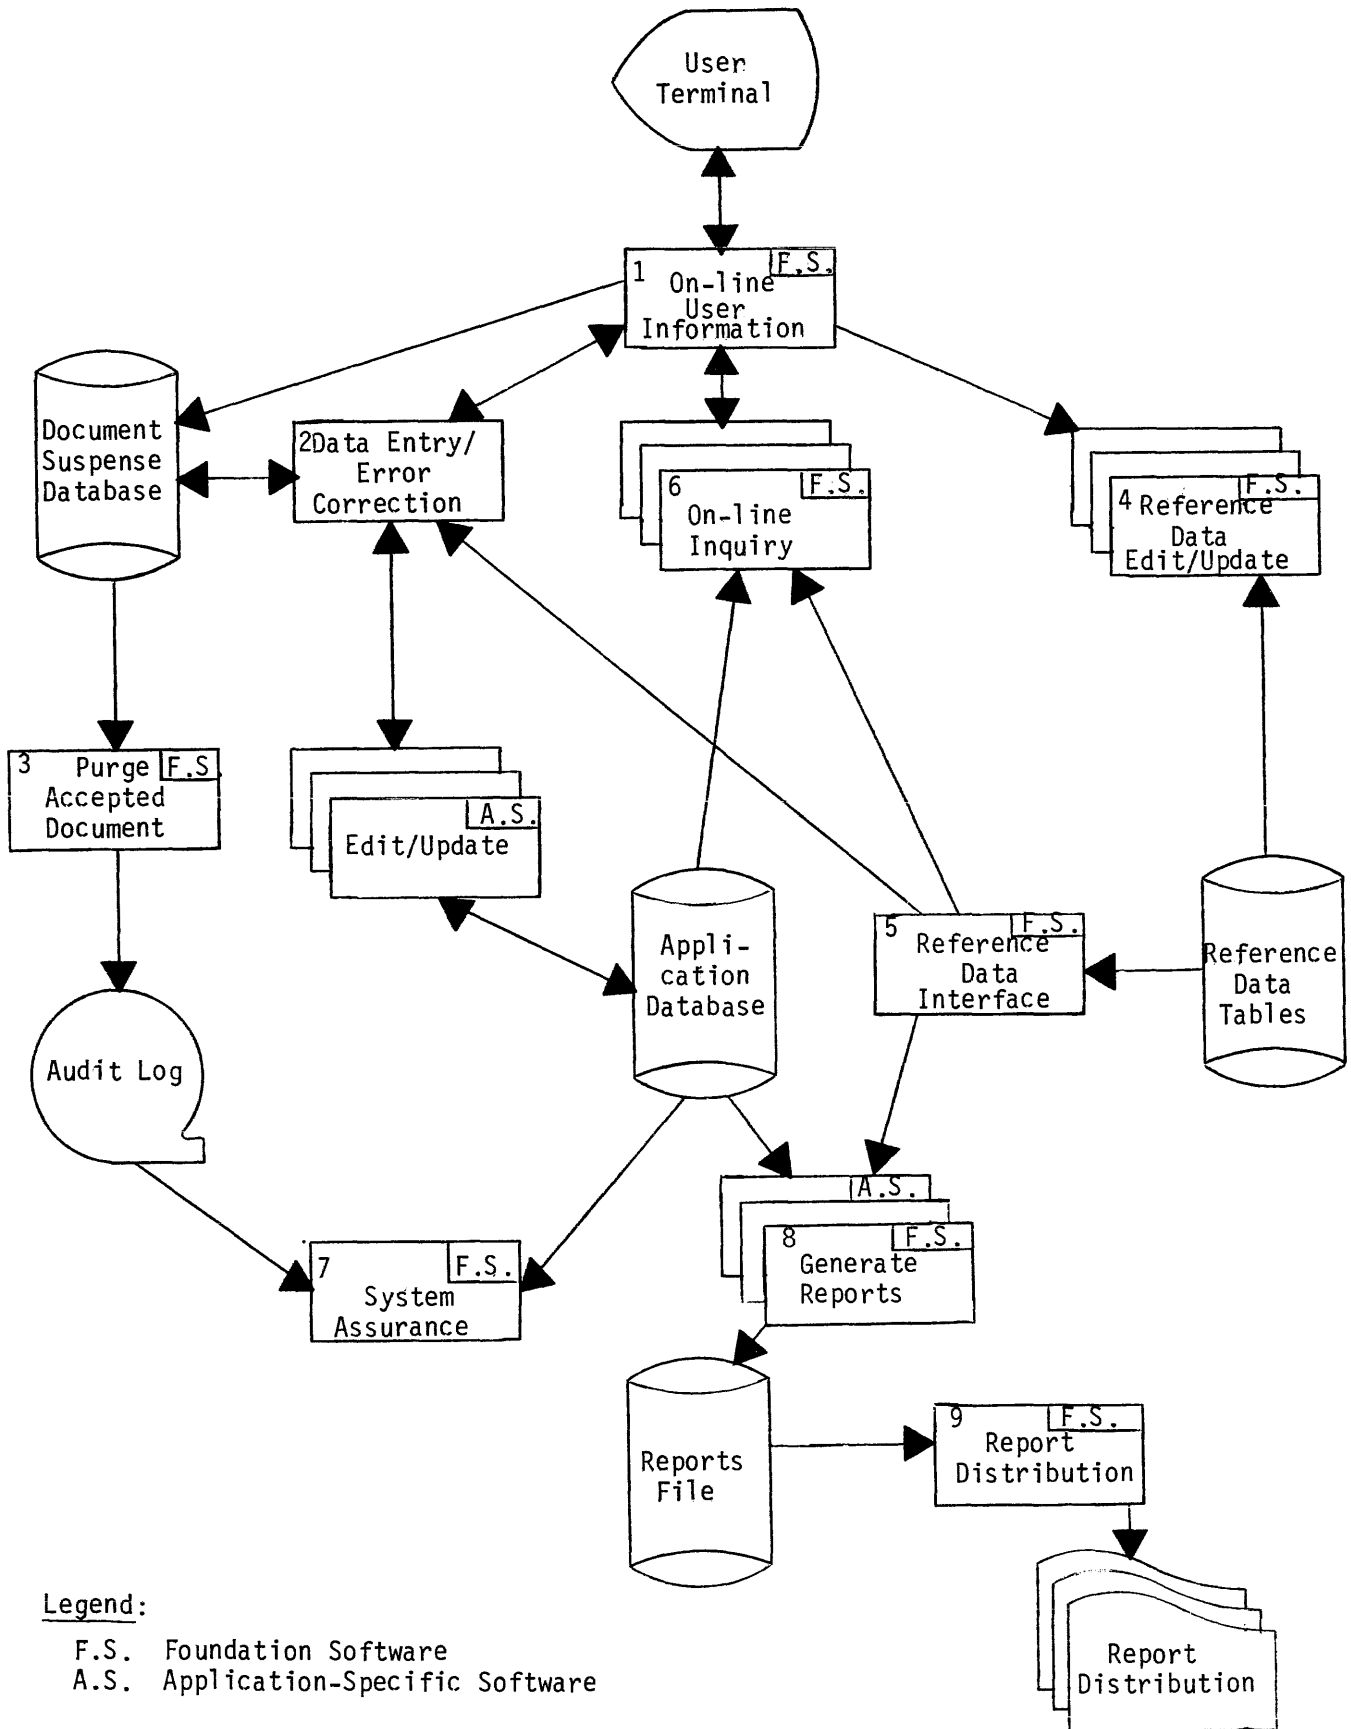 User
Terminal
1
F.S.
On-line
User
Information
Document
Suspense
Database
2Data Entry/
Error
Correction
6
F.S.
On-line
Inquiry
4
F.S.
Reference
Data
Edit/Update
3
Purge
F.S
Accepted
Document
A.S.
Edit/Update
Appli-
cation
Database
5
F.S.
Reference
Data
Interface
Reference
Data
Tables
Audit Log
7
F.S.
System
Assurance
A.S.
8
F.S.
Generate
Reports
Reports
File
9
F.S.
Report
Distribution
Report
Distribution
Legend:
F.S. Foundation Software
A.S. Application-Specific Software